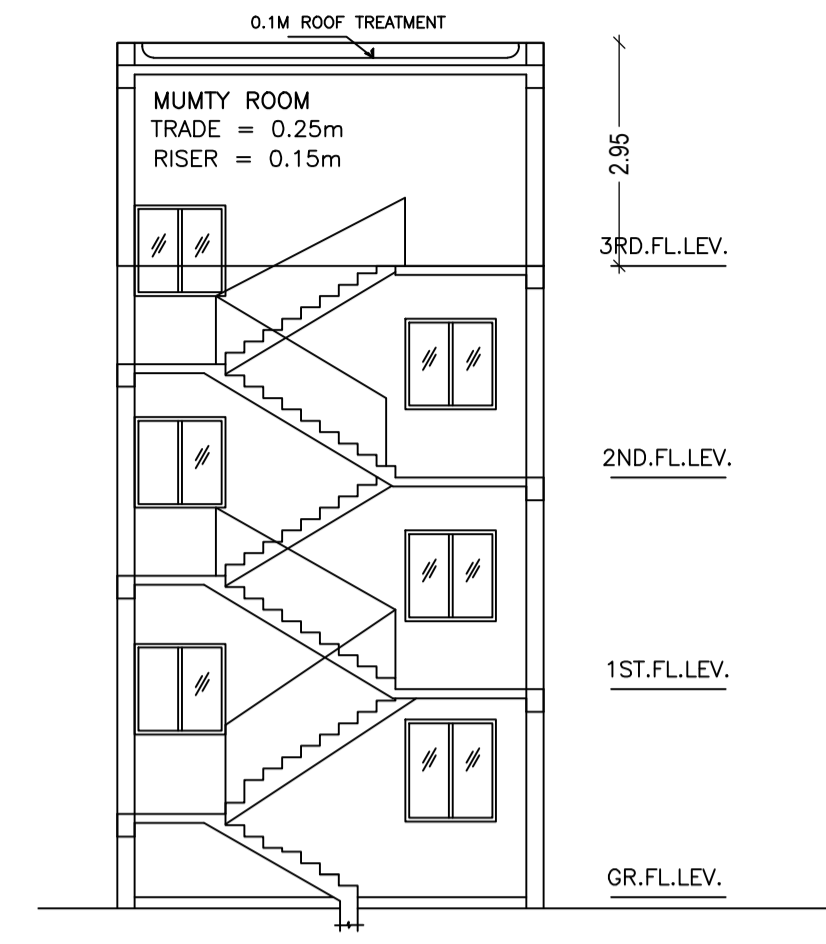 0.1M ROOF TREATMENT
MUMTY ROOM
TRADE = 0.25m
RISER = 0.15m
2.95
3RD.FL.LEV.
2ND.FL.LEV.
1ST.FL.LEV.
GR.FL.LEV.